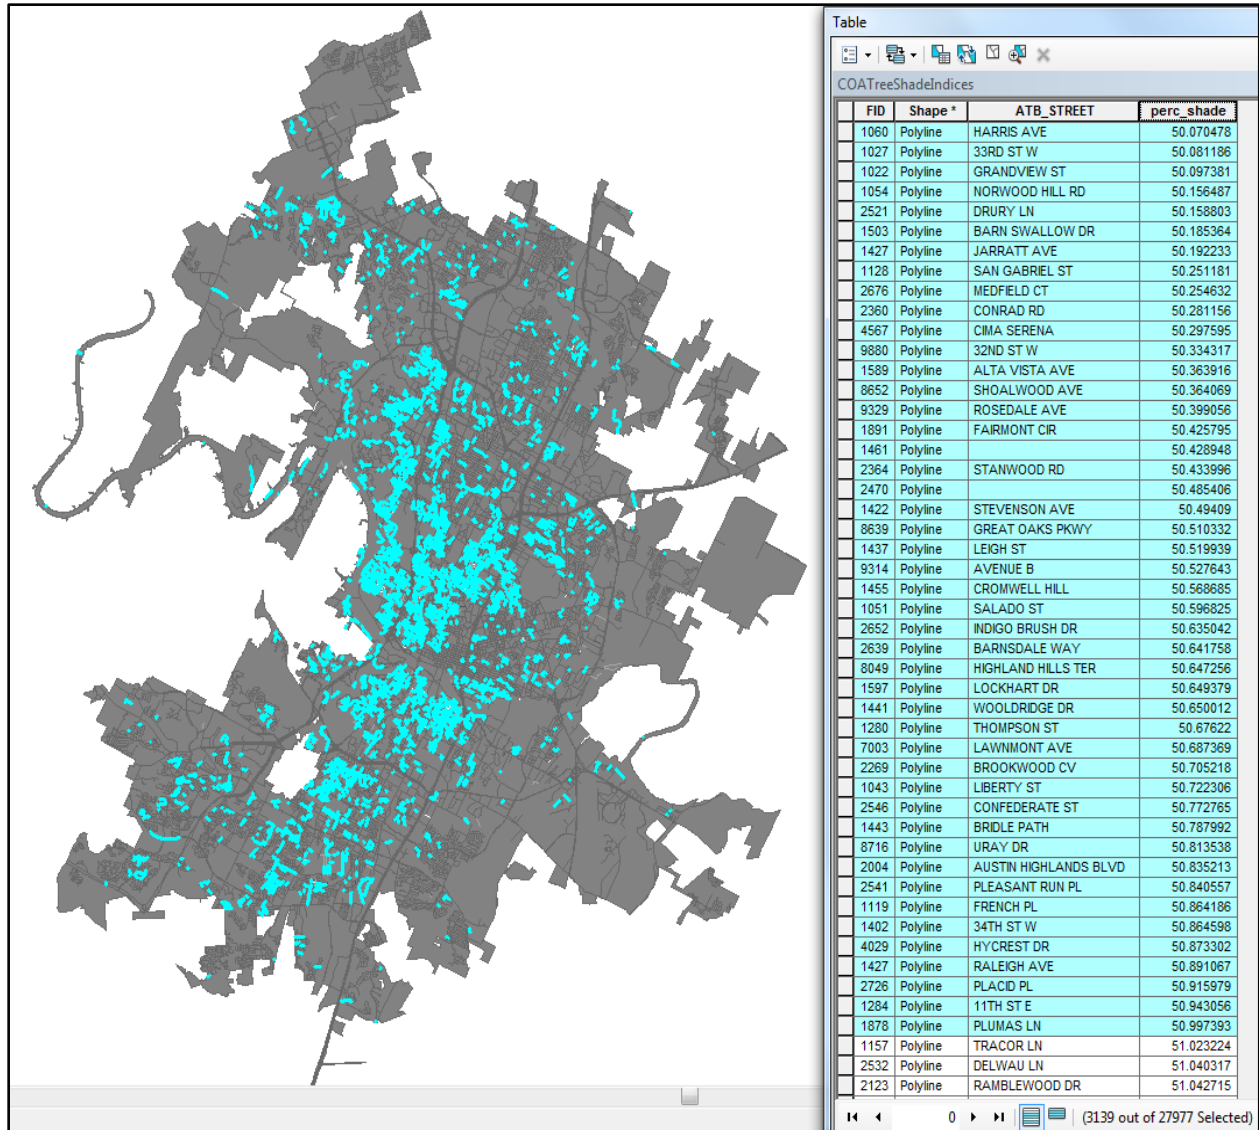 Table
COATreeShadeIndices
FID Shape * ATB_STREET perc_shade
1060 Polyline HARRIS AVE 50.070478
1027 Polyline 33RD ST W 50.081186
1022 Polyline GRANDVIEW ST 50.097381
1054 Polyline NORWOOD HILL RD 50.156487
2521 Polyline DRURY LN 50.158803
1503 Polyline BARN SWALLOW DR 50.185364
1427 Polyline JARRATT AVE 50.192233
1128 Polyline SAN GABRIEL ST 50.251181
2676 Polyline MEDFIELD CT 50.254632
2360 Polyline CONRAD RD 50.281156
4567 Polyline CIMA SERENA 50.297595
9880 Polyline 32ND ST W 50.334317
1589 Polyline ALTA VISTA AVE 50.363916
8652 Polyline SHOALWOOD AVE 50.364069
9329 Polyline ROSEDALE AVE 50.399056
1891 Polyline FAIRMONT CIR 50.425795
1461 Polyline 50.428948
2364 Polyline STANWOOD RD 50.433996
2470 Polyline 50.485406
1422 Polyline STEVENSON AVE 50.49409
8639 Polyline GREAT OAKS PKWY 50.510332
1437 Polyline LEIGH ST 50.519939
9314 Polyline AVENUE B 50.527643
1455 Polyline CROMWELL HILL 50.568685
1051 Polyline SALADO ST 50.596825
2652 Polyline INDIGO BRUSH DR 50.635042
2639 Polyline BARNSDALE WAY 50.641758
8049 Polyline HIGHLAND HILLS TER 50.647256
1597 Polyline LOCKHART DR 50.649379
1441 Polyline WOOLDRIDGE DR 50.650012
1280 Polyline THOMPSON ST 50.67622
7003 Polyline LAWNMONT AVE 50.687369
2269 Polyline BROOKWOOD CV 50.705218
1043 Polyline LIBERTY ST 50.722306
2546 Polyline CONFEDERATE ST 50.772765
1443 Polyline BRIDLE PATH 50.787992
8716 Polyline URAY DR 50.813538
2004 Polyline AUSTIN HIGHLANDS BLVD 50.835213
2541 Polyline PLEASANT RUN PL 50.840557
1119 Polyline FRENCH PL 50.864186
1402 Polyline 34TH ST W 50.864598
4029 Polyline HYCREST DR 50.873302
1427 Polyline RALEIGH AVE 50.891067
2726 Polyline PLACID PL 50.915979
1284 Polyline 11TH ST E 50.943056
1878 Polyline PLUMAS LN 50.997393
1157 Polyline TRACOR LN 51.023224
2532 Polyline DELWAU LN 51.040317
2123 Polyline RAMBLEWOOD DR 51.042715
0 (3139 out of 27977 Selected)